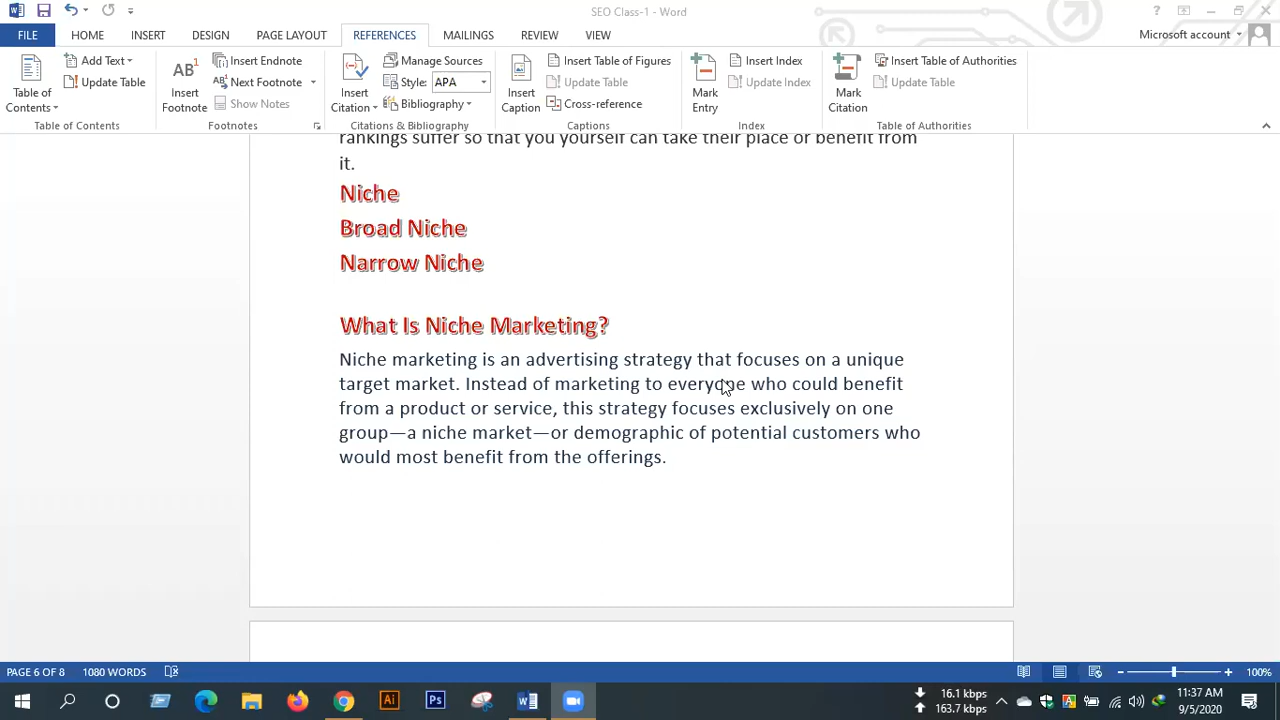 SEO Class-1 - Word
FILE HOME INSERT DESIGN PAGE LAYOUT REFERENCES MAILINGS REVIEW VIEW Microsoft account
Table of Contents
Add Text
Update Table
Table of Contents
AB¹
Insert Footnote
Insert Endnote
Next Footnote
Show Notes
Footnotes
Insert Citation
Manage Sources
Style: APA
Bibliography
Citations & Bibliography
Insert Caption
Insert Table of Figures
Update Table
Cross-reference
Captions
Mark Entry
Insert Index
Update Index
Index
Mark Citation
Insert Table of Authorities
Update Table
Table of Authorities
rankings suffer so that you yourself can take their place or benefit from
it.
Niche
Broad Niche
Narrow Niche
What Is Niche Marketing?
Niche marketing is an advertising strategy that focuses on a unique
target market. Instead of marketing to everyone who could benefit
from a product or service, this strategy focuses exclusively on one
group—a niche market—or demographic of potential customers who
would most benefit from the offerings.
PAGE 6 OF 8 1080 WORDS 100%
Ai Ps
16.1 kbps
163.7 kbps
11:37 AM
9/5/2020